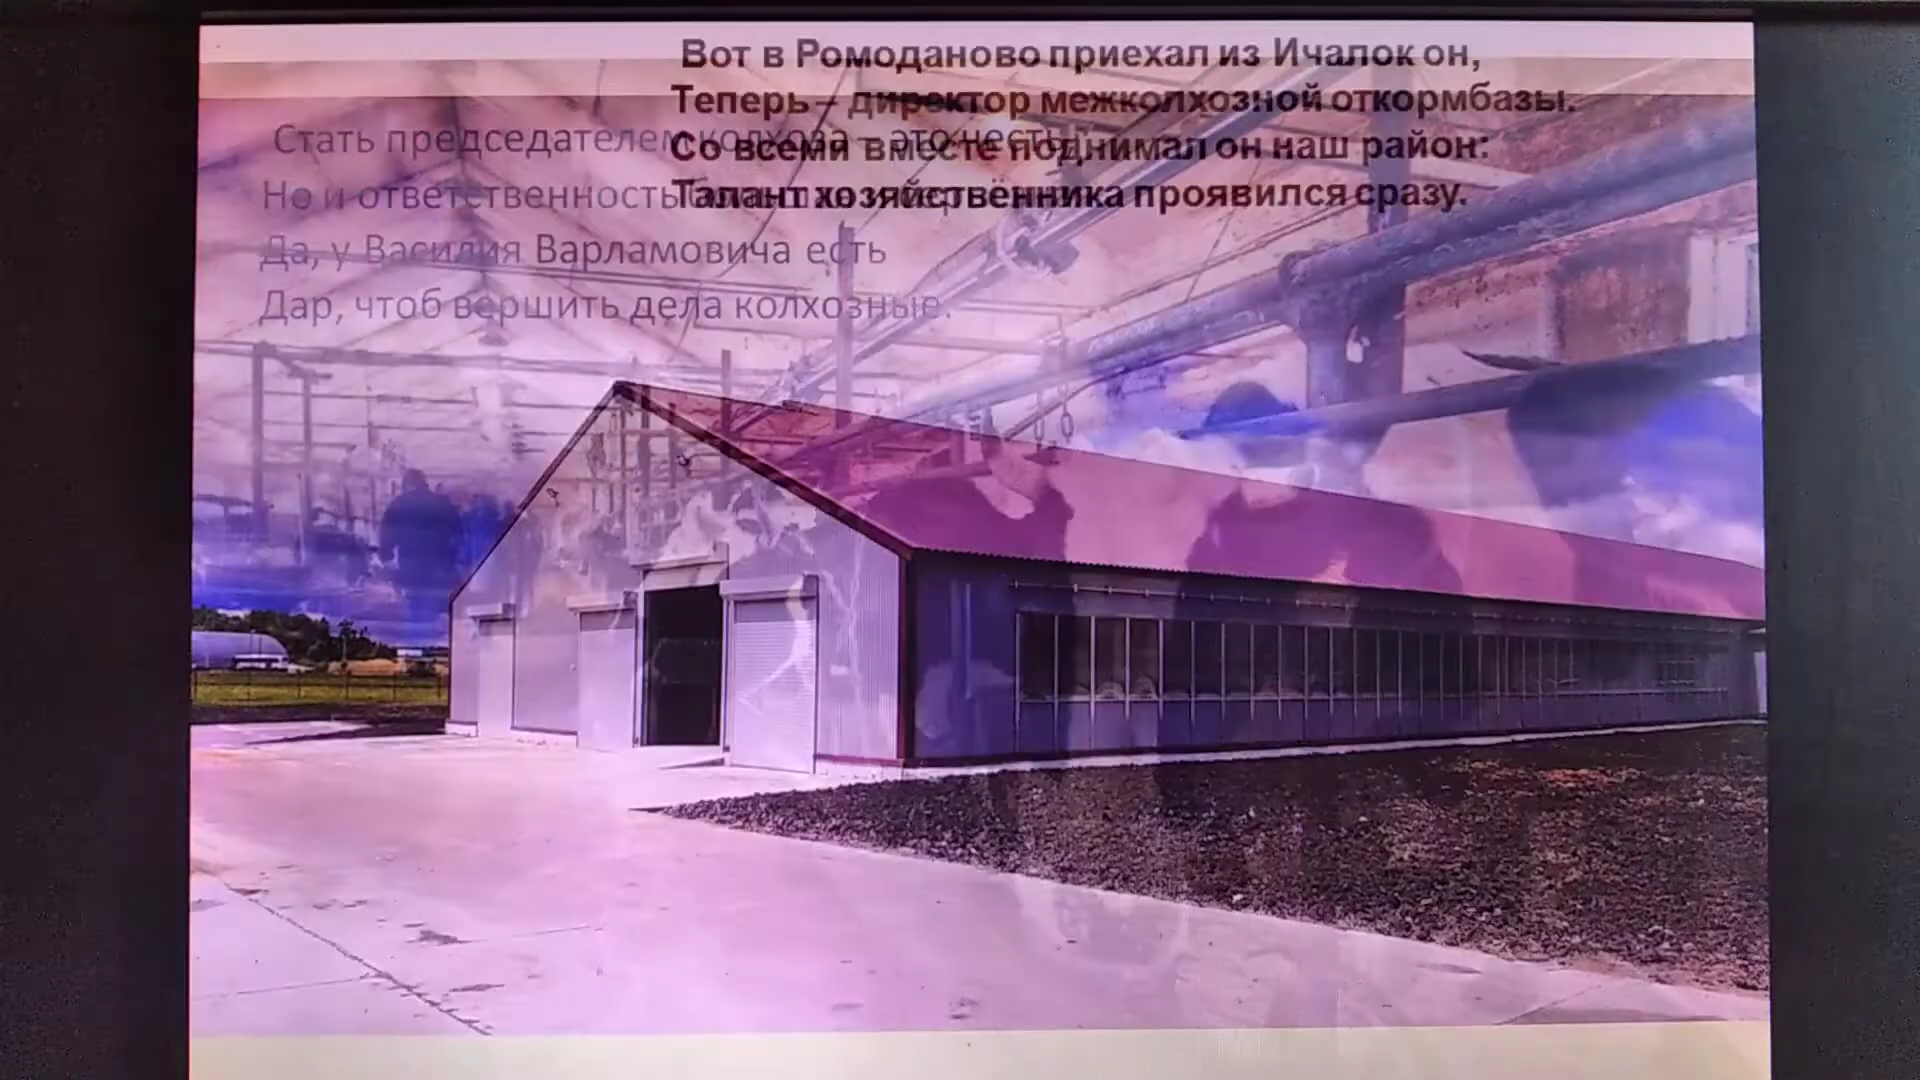 Вот в Ромоданово приехал из Ичалок он,
Теперь – директор межколхозной откормбазы.
Со всеми вместе поднимал он наш район:
Талант хозяйственника проявился сразу.
Стать председателем колхоза – это честь,
Но и ответственность
Да, у Василия Варламовича есть
Дар, чтоб вершить дела колхозные.